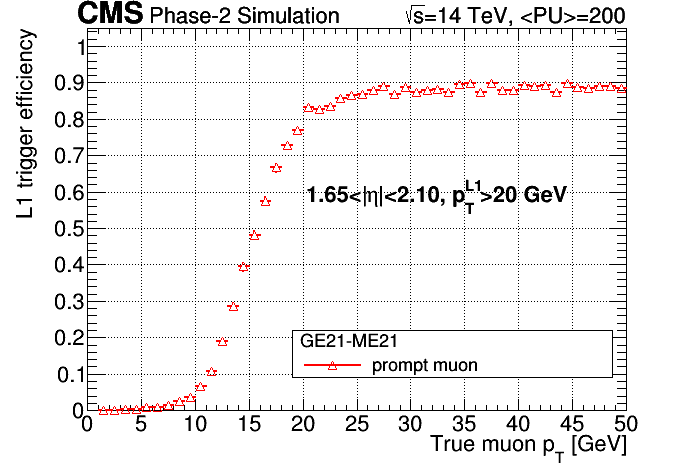 CMS Phase-2 Simulation √s=14 TeV, <PU>=200
L1 trigger efficiency
1
0.9
0.8
0.7
0.6
0.5
0.4
0.3
0.2
0.1
0
1.65<|η|<2.10, p_T^L1>20 GeV
GE21-ME21
prompt muon
0 5 10 15 20 25 30 35 40 45 50
True muon p_T [GeV]